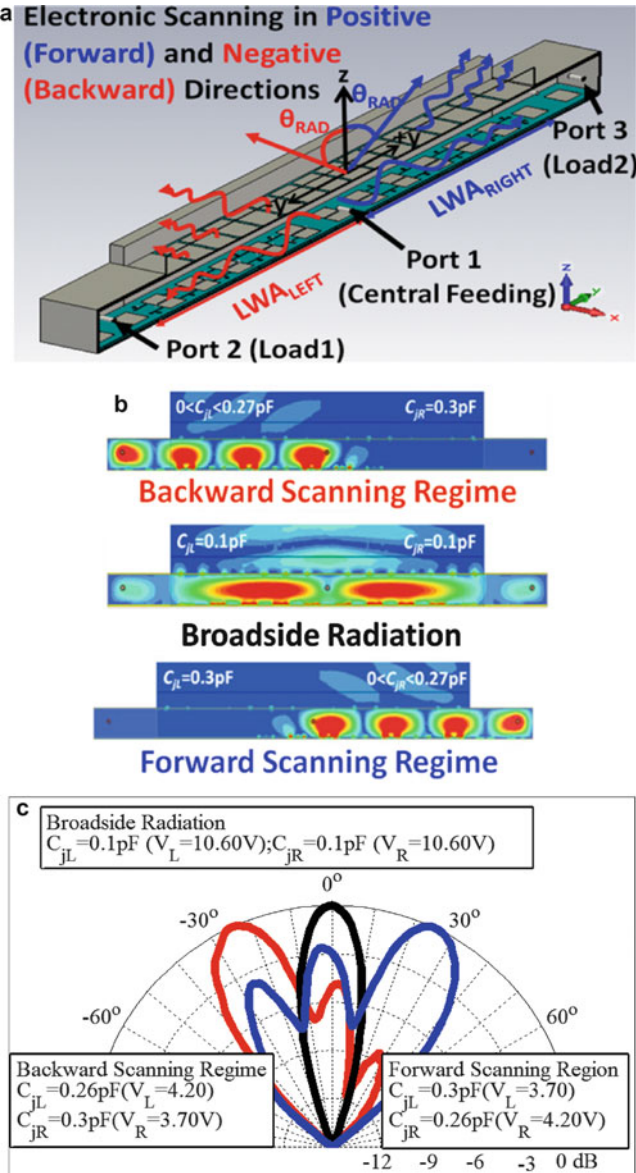 a
Electronic Scanning in Positive
(Forward) and Negative
(Backward) Directions
z
θRAD
θRAD
+y
-y
Port 3
(Load2)
LWARIGHT
Port 1
(Central Feeding)
LWALEFT
Port 2 (Load1)
Z
Y
X
b
0<CjL<0.27pF
CjR=0.3pF
Backward Scanning Regime
CjL=0.1pF
CjR=0.1pF
Broadside Radiation
CjL=0.3pF
0<CjR<0.27pF
Forward Scanning Regime
c
Broadside Radiation
CjL=0.1pF (VL=10.60V);CjR=0.1pF (VR=10.60V)
0o
-30o
30o
-60o
60o
Backward Scanning Regime
CjL=0.26pF(VL=4.20)
CjR=0.3pF(VR=3.70V)
Forward Scanning Region
CjL=0.3pF(VL=3.70)
CjR=0.26pF(VR=4.20V)
-12
-9
-6
-3
0 dB